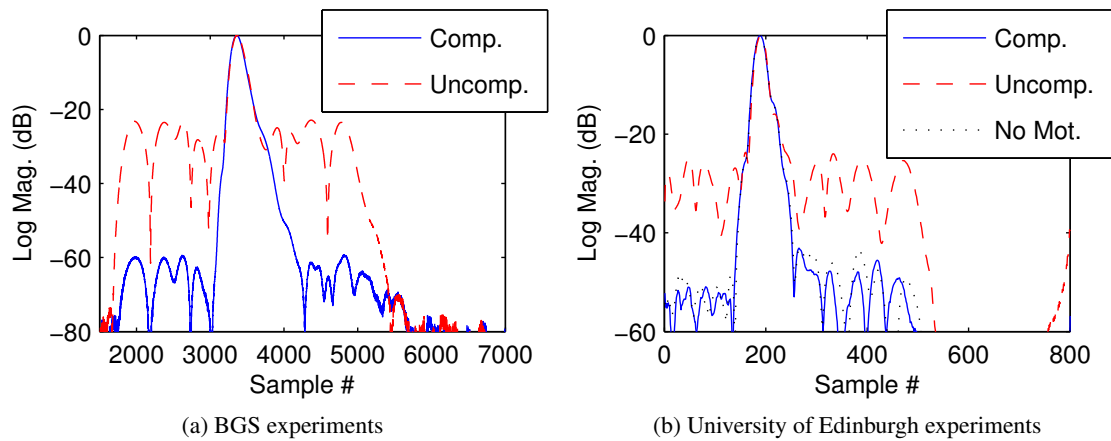 0
−20
−40
−60
−80
Log Mag. (dB)
2000 3000 4000 5000 6000 7000
Sample #
Comp.
Uncomp.
(a) BGS experiments
0
−20
−40
−60
Log Mag. (dB)
0 200 400 600 800
Sample #
Comp.
Uncomp.
No Mot.
(b) University of Edinburgh experiments